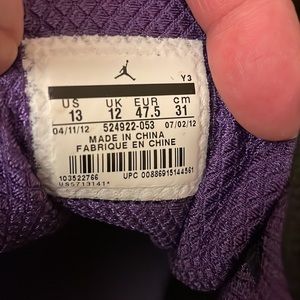 Y3
US UK EUR cm
13 12 47.5 31
04/11/12 524922-053 07/02/12
MADE IN CHINA
FABRIQUE EN CHINE
103522766
US5713141*
UPC 00886915144561